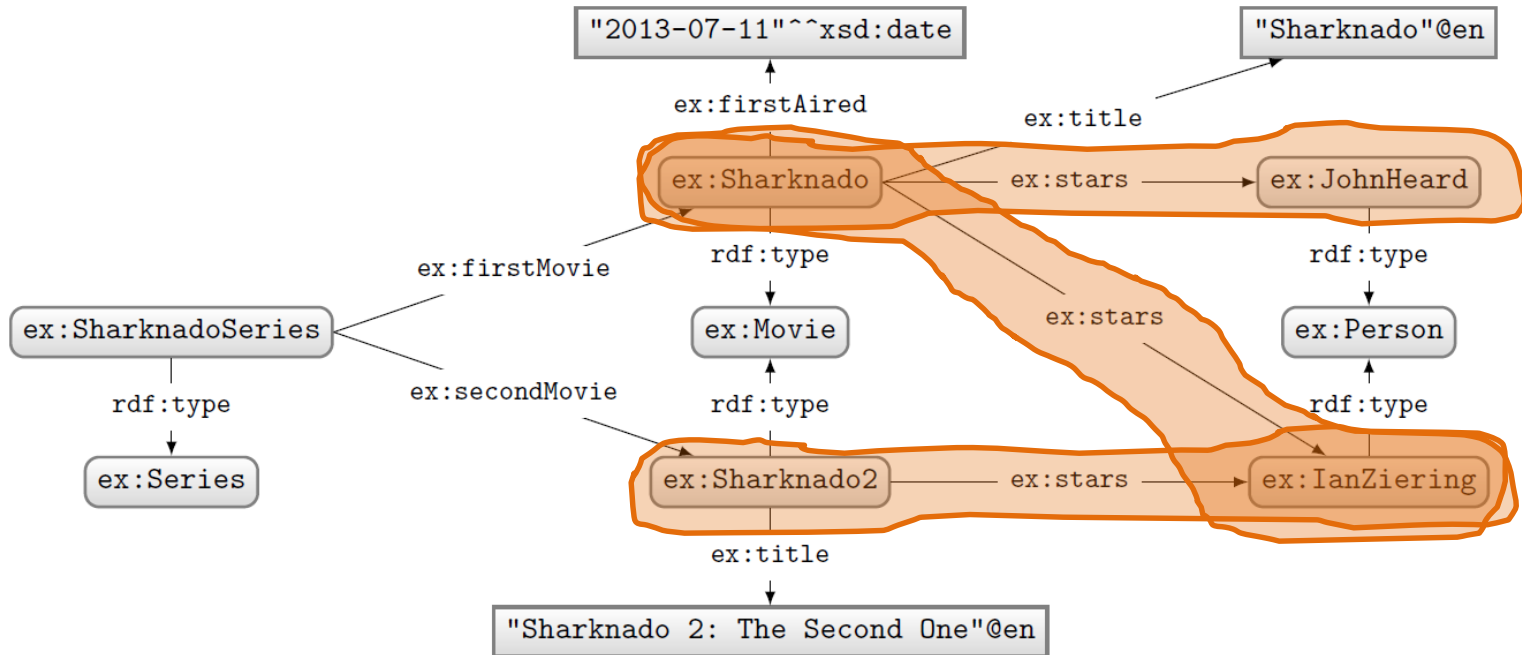 "2013-07-11"^^xsd:date
"Sharknado"@en
ex:firstAired
ex:title
ex:Sharknado
ex:stars
ex:JohnHeard
rdf:type
rdf:type
ex:firstMovie
ex:SharknadoSeries
ex:Movie
ex:stars
ex:Person
ex:secondMovie
rdf:type
rdf:type
rdf:type
ex:Series
ex:Sharknado2
ex:stars
ex:IanZiering
ex:title
"Sharknado 2: The Second One"@en